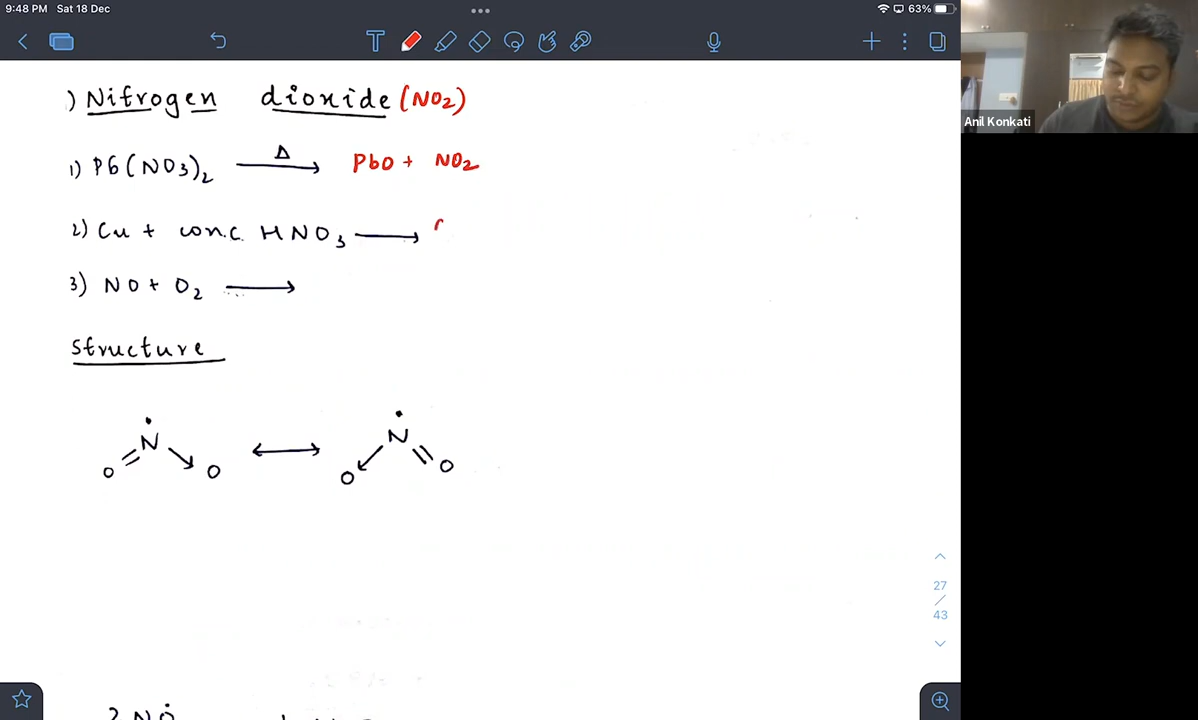 9:48 PM Sat 18 Dec
63%
Anil Konkati
) Nitrogen dioxide (NO2)
1) Pb(NO3)2 —Δ→ PbO + NO2
2) Cu + conc. HNO3 →
3) NO + O2 →
Structure
O = N → O ↔ O ← N = O
27
/
43